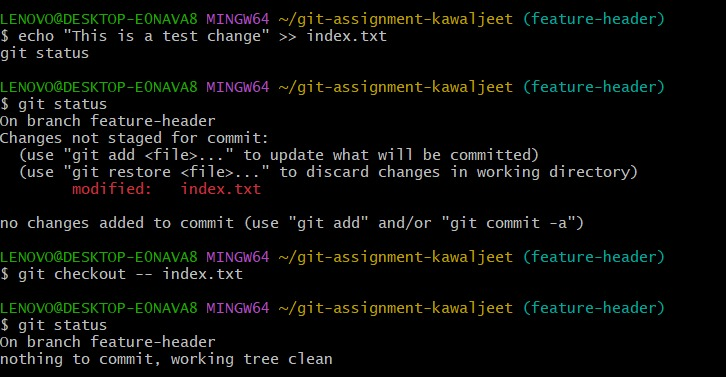 LENOVO@DESKTOP-E0NAVA8 MINGW64 ~/git-assignment-kawaljeet (feature-header)
$ echo "This is a test change" >> index.txt
git status
LENOVO@DESKTOP-E0NAVA8 MINGW64 ~/git-assignment-kawaljeet (feature-header)
$ git status
On branch feature-header
Changes not staged for commit:
  (use "git add <file>..." to update what will be committed)
  (use "git restore <file>..." to discard changes in working directory)
        modified:   index.txt
no changes added to commit (use "git add" and/or "git commit -a")
LENOVO@DESKTOP-E0NAVA8 MINGW64 ~/git-assignment-kawaljeet (feature-header)
$ git checkout -- index.txt
LENOVO@DESKTOP-E0NAVA8 MINGW64 ~/git-assignment-kawaljeet (feature-header)
$ git status
On branch feature-header
nothing to commit, working tree clean